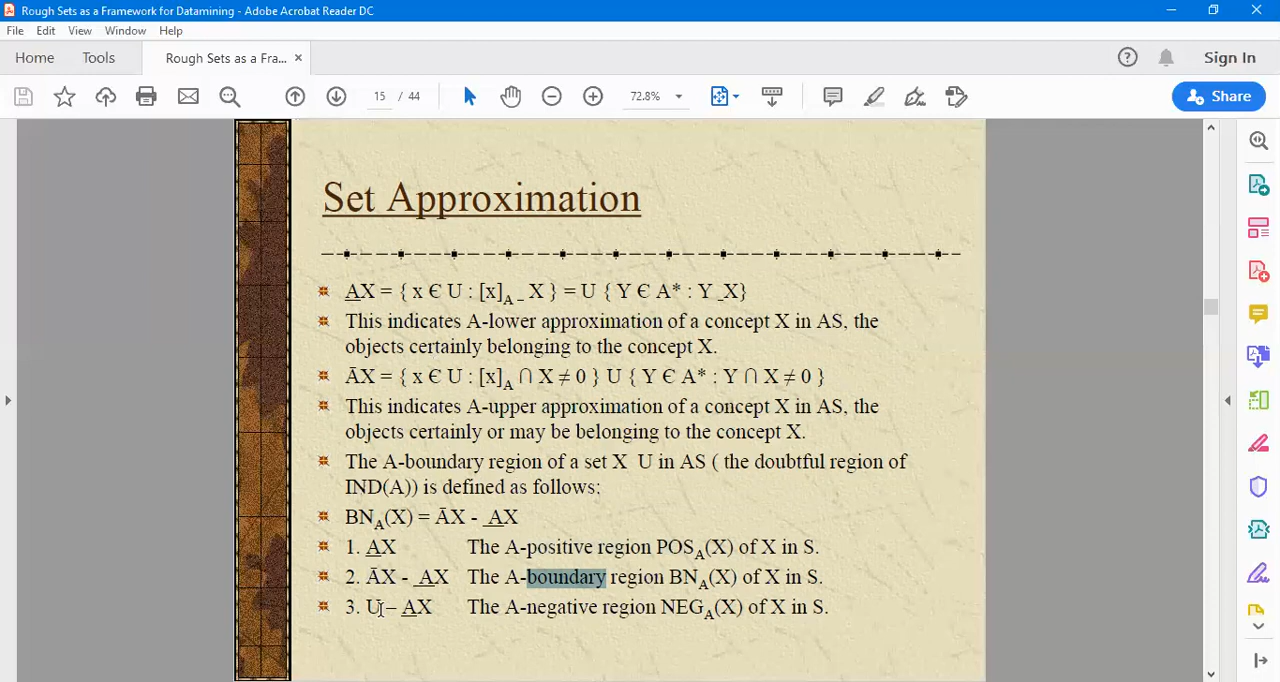 Rough Sets as a Framework for Datamining - Adobe Acrobat Reader DC
File Edit View Window Help
Home Tools Rough Sets as a Fra... × Sign In
15 / 44 72.8% Share
Set Approximation
AX = { x Є U : [x]A _ X } = U { Y Є A* : Y _X}
This indicates A-lower approximation of a concept X in AS, the
objects certainly belonging to the concept X.
ĀX = { x Є U : [x]A ∩ X ≠ 0 } U { Y Є A* : Y ∩ X ≠ 0 }
This indicates A-upper approximation of a concept X in AS, the
objects certainly or may be belonging to the concept X.
The A-boundary region of a set X U in AS ( the doubtful region of
IND(A)) is defined as follows;
BNA(X) = ĀX - AX
1. AX The A-positive region POSA(X) of X in S.
2. ĀX - AX The A-boundary region BNA(X) of X in S.
3. U – AX The A-negative region NEGA(X) of X in S.